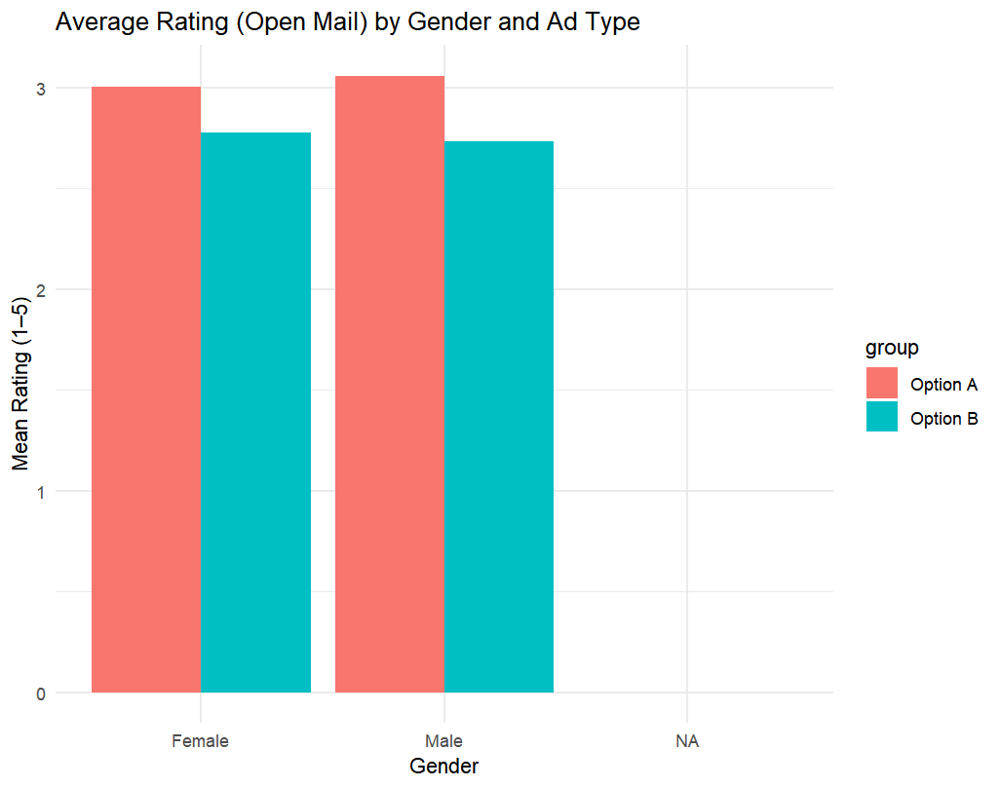 Average Rating (Open Mail) by Gender and Ad Type
Mean Rating (1–5)
3
2
1
0
Female
Male
NA
Gender
group
Option A
Option B